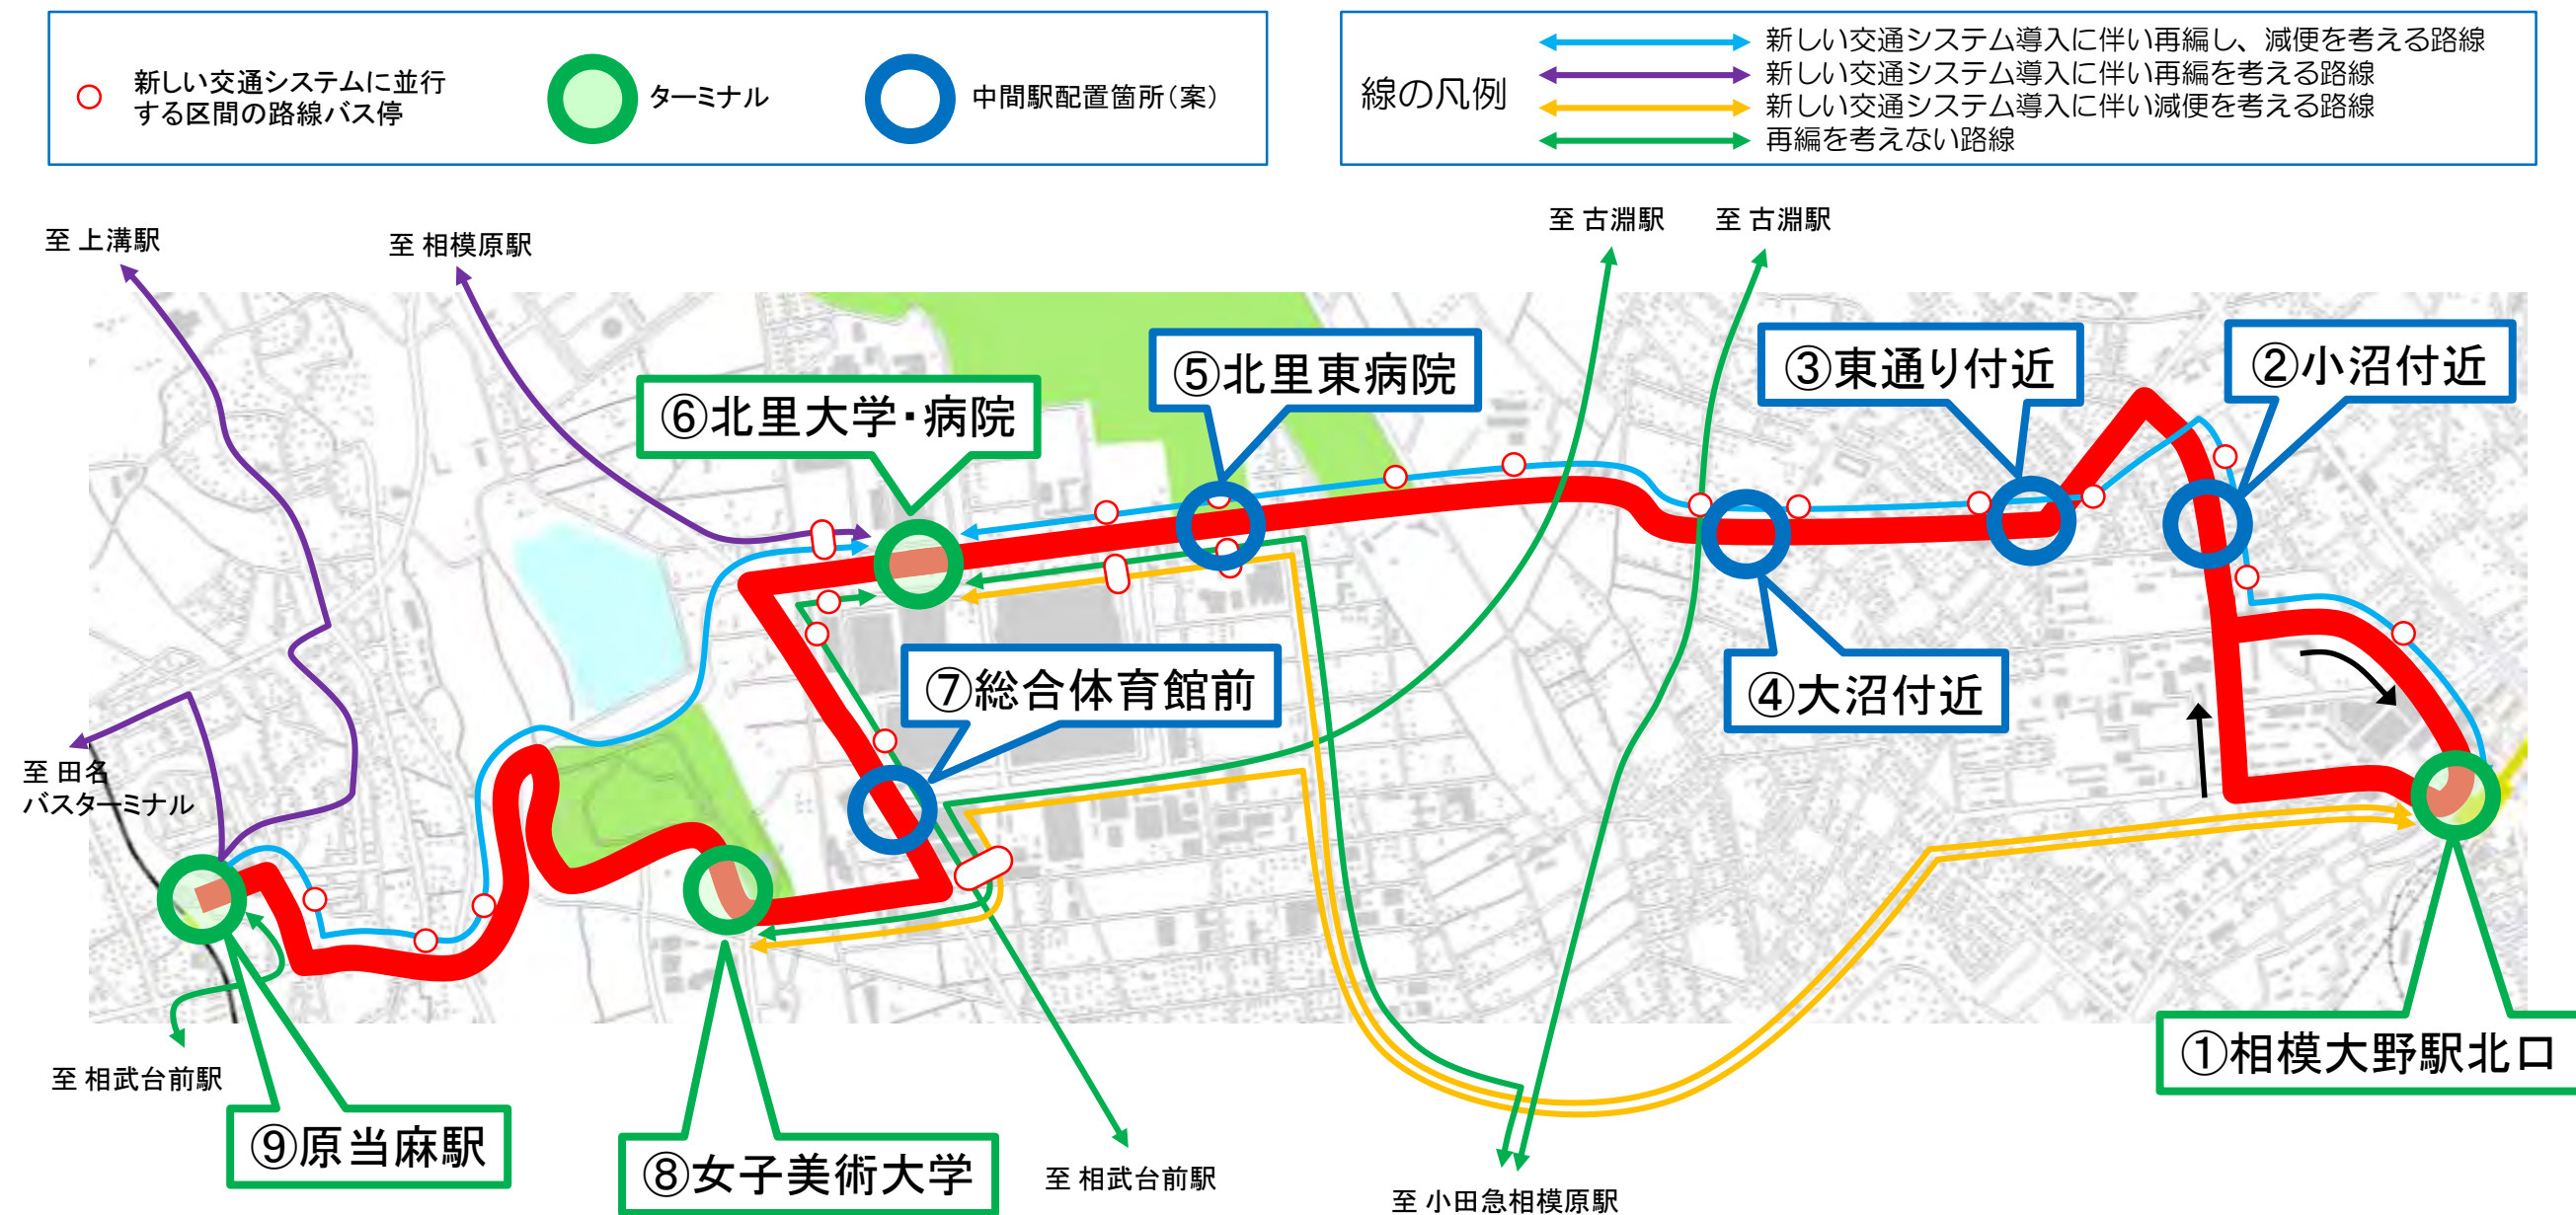 新しい交通システムに並行
する区間の路線バス停
ターミナル
中間駅配置箇所(案)
線の凡例
新しい交通システム導入に伴い再編し、減便を考える路線
新しい交通システム導入に伴い再編を考える路線
新しい交通システム導入に伴い減便を考える路線
再編を考えない路線
至 上溝駅
至 相模原駅
至 古淵駅
至 古淵駅
⑤北里東病院
③東通り付近
②小沼付近
⑥北里大学・病院
⑦総合体育館前
④大沼付近
至 田名
バスターミナル
①相模大野駅北口
至 相武台前駅
⑨原当麻駅
⑧女子美術大学
至 相武台前駅
至 小田急相模原駅